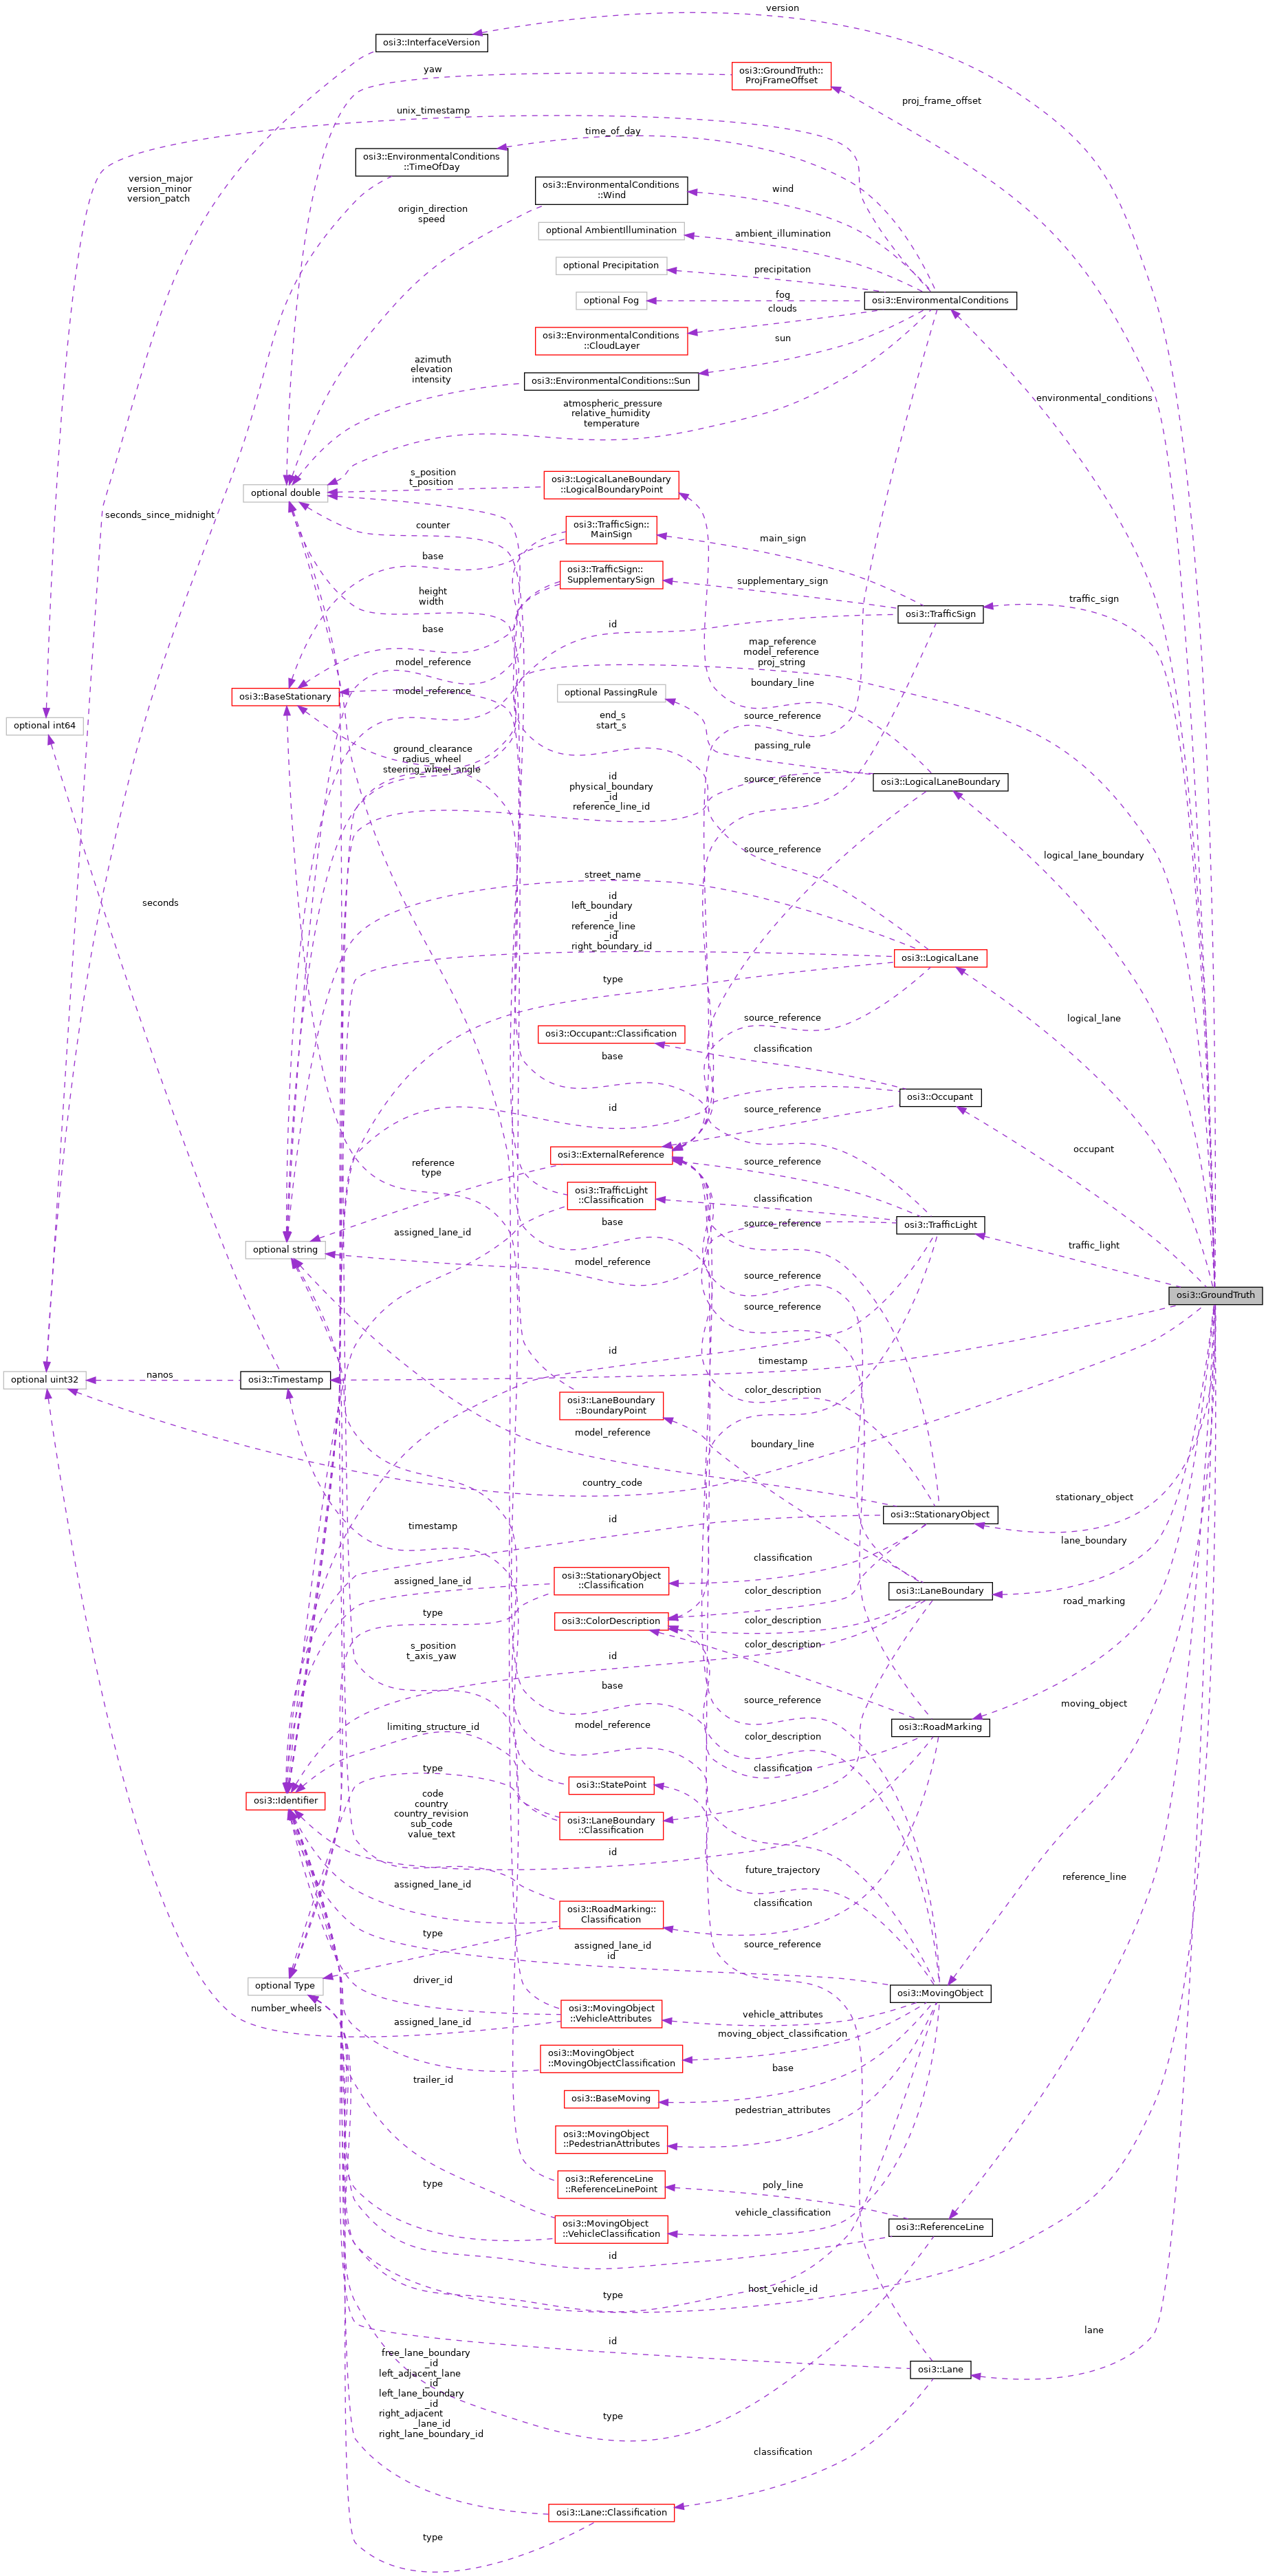 version
osi3::InterfaceVersion
yaw
osi3::GroundTruth::
ProjFrameOffset
proj_frame_offset
unix_timestamp
time_of_day
osi3::EnvironmentalConditions
::TimeOfDay
version_major
version_minor
version_patch
osi3::EnvironmentalConditions
::Wind
wind
origin_direction
speed
optional AmbientIllumination
ambient_illumination
optional Precipitation
precipitation
optional Fog
fog
osi3::EnvironmentalConditions
clouds
osi3::EnvironmentalConditions
::CloudLayer
sun
azimuth
elevation
intensity
osi3::EnvironmentalConditions::Sun
environmental_conditions
atmospheric_pressure
relative_humidity
temperature
s_position
t_position
osi3::LogicalLaneBoundary
::LogicalBoundaryPoint
optional double
seconds_since_midnight
counter
osi3::TrafficSign::
MainSign
main_sign
base
osi3::TrafficSign::
SupplementarySign
supplementary_sign
height
width
traffic_sign
osi3::TrafficSign
base
id
map_reference
model_reference
proj_string
model_reference
boundary_line
osi3::BaseStationary
model_reference
optional PassingRule
end_s
start_s
source_reference
optional int64
passing_rule
ground_clearance
radius_wheel
steering_wheel_angle
id
physical_boundary
_id
reference_line_id
source_reference
osi3::LogicalLaneBoundary
source_reference
logical_lane_boundary
street_name
seconds
id
left_boundary
_id
reference_line
_id
right_boundary_id
osi3::LogicalLane
type
source_reference
logical_lane
osi3::Occupant::Classification
classification
base
osi3::Occupant
id
source_reference
occupant
osi3::ExternalReference
source_reference
reference
type
osi3::TrafficLight
::Classification
classification
base
source_reference
osi3::TrafficLight
assigned_lane_id
optional string
model_reference
traffic_light
source_reference
osi3::GroundTruth
source_reference
id
timestamp
optional uint32
nanos
osi3::Timestamp
color_description
osi3::LaneBoundary
::BoundaryPoint
model_reference
boundary_line
country_code
stationary_object
osi3::StationaryObject
id
timestamp
lane_boundary
classification
osi3::StationaryObject
::Classification
assigned_lane_id
color_description
osi3::LaneBoundary
road_marking
type
osi3::ColorDescription
color_description
s_position
t_axis_yaw
color_description
id
base
source_reference
moving_object
limiting_structure_id
model_reference
color_description
osi3::RoadMarking
type
classification
osi3::StatePoint
osi3::Identifier
code
country
country_revision
sub_code
value_text
osi3::LaneBoundary
::Classification
id
future_trajectory
reference_line
assigned_lane_id
classification
osi3::RoadMarking::
Classification
type
assigned_lane_id
id
source_reference
optional Type
driver_id
osi3::MovingObject
number_wheels
osi3::MovingObject
::VehicleAttributes
vehicle_attributes
assigned_lane_id
moving_object_classification
osi3::MovingObject
::MovingObjectClassification
base
trailer_id
osi3::BaseMoving
pedestrian_attributes
osi3::MovingObject
::PedestrianAttributes
type
osi3::ReferenceLine
::ReferenceLinePoint
poly_line
vehicle_classification
osi3::MovingObject
::VehicleClassification
osi3::ReferenceLine
id
type
host_vehicle_id
lane
id
free_lane_boundary
_id
left_adjacent_lane
_id
left_lane_boundary
_id
right_adjacent
_lane_id
right_lane_boundary_id
osi3::Lane
type
classification
osi3::Lane::Classification
type